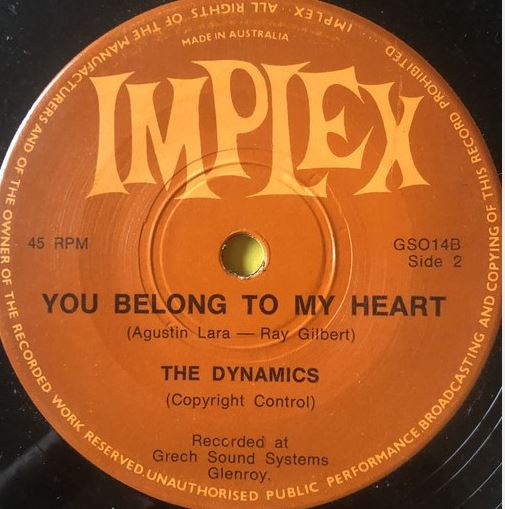 IMPLEX ALL RIGHTS OF THE MANUFACTURERS AND OF THE OWNER OF THE RECORDED WORK RESERVED. UNAUTHORISED PUBLIC PERFORMANCE BROADCASTING AND COPYING OF THIS RECORD PROHIBITED
MADE IN AUSTRALIA
IMPLEX
45 RPM
GSO14B
Side 2
YOU BELONG TO MY HEART
(Agustin Lara — Ray Gilbert)
THE DYNAMICS
(Copyright Control)
Recorded at
Grech Sound Systems
Glenroy.